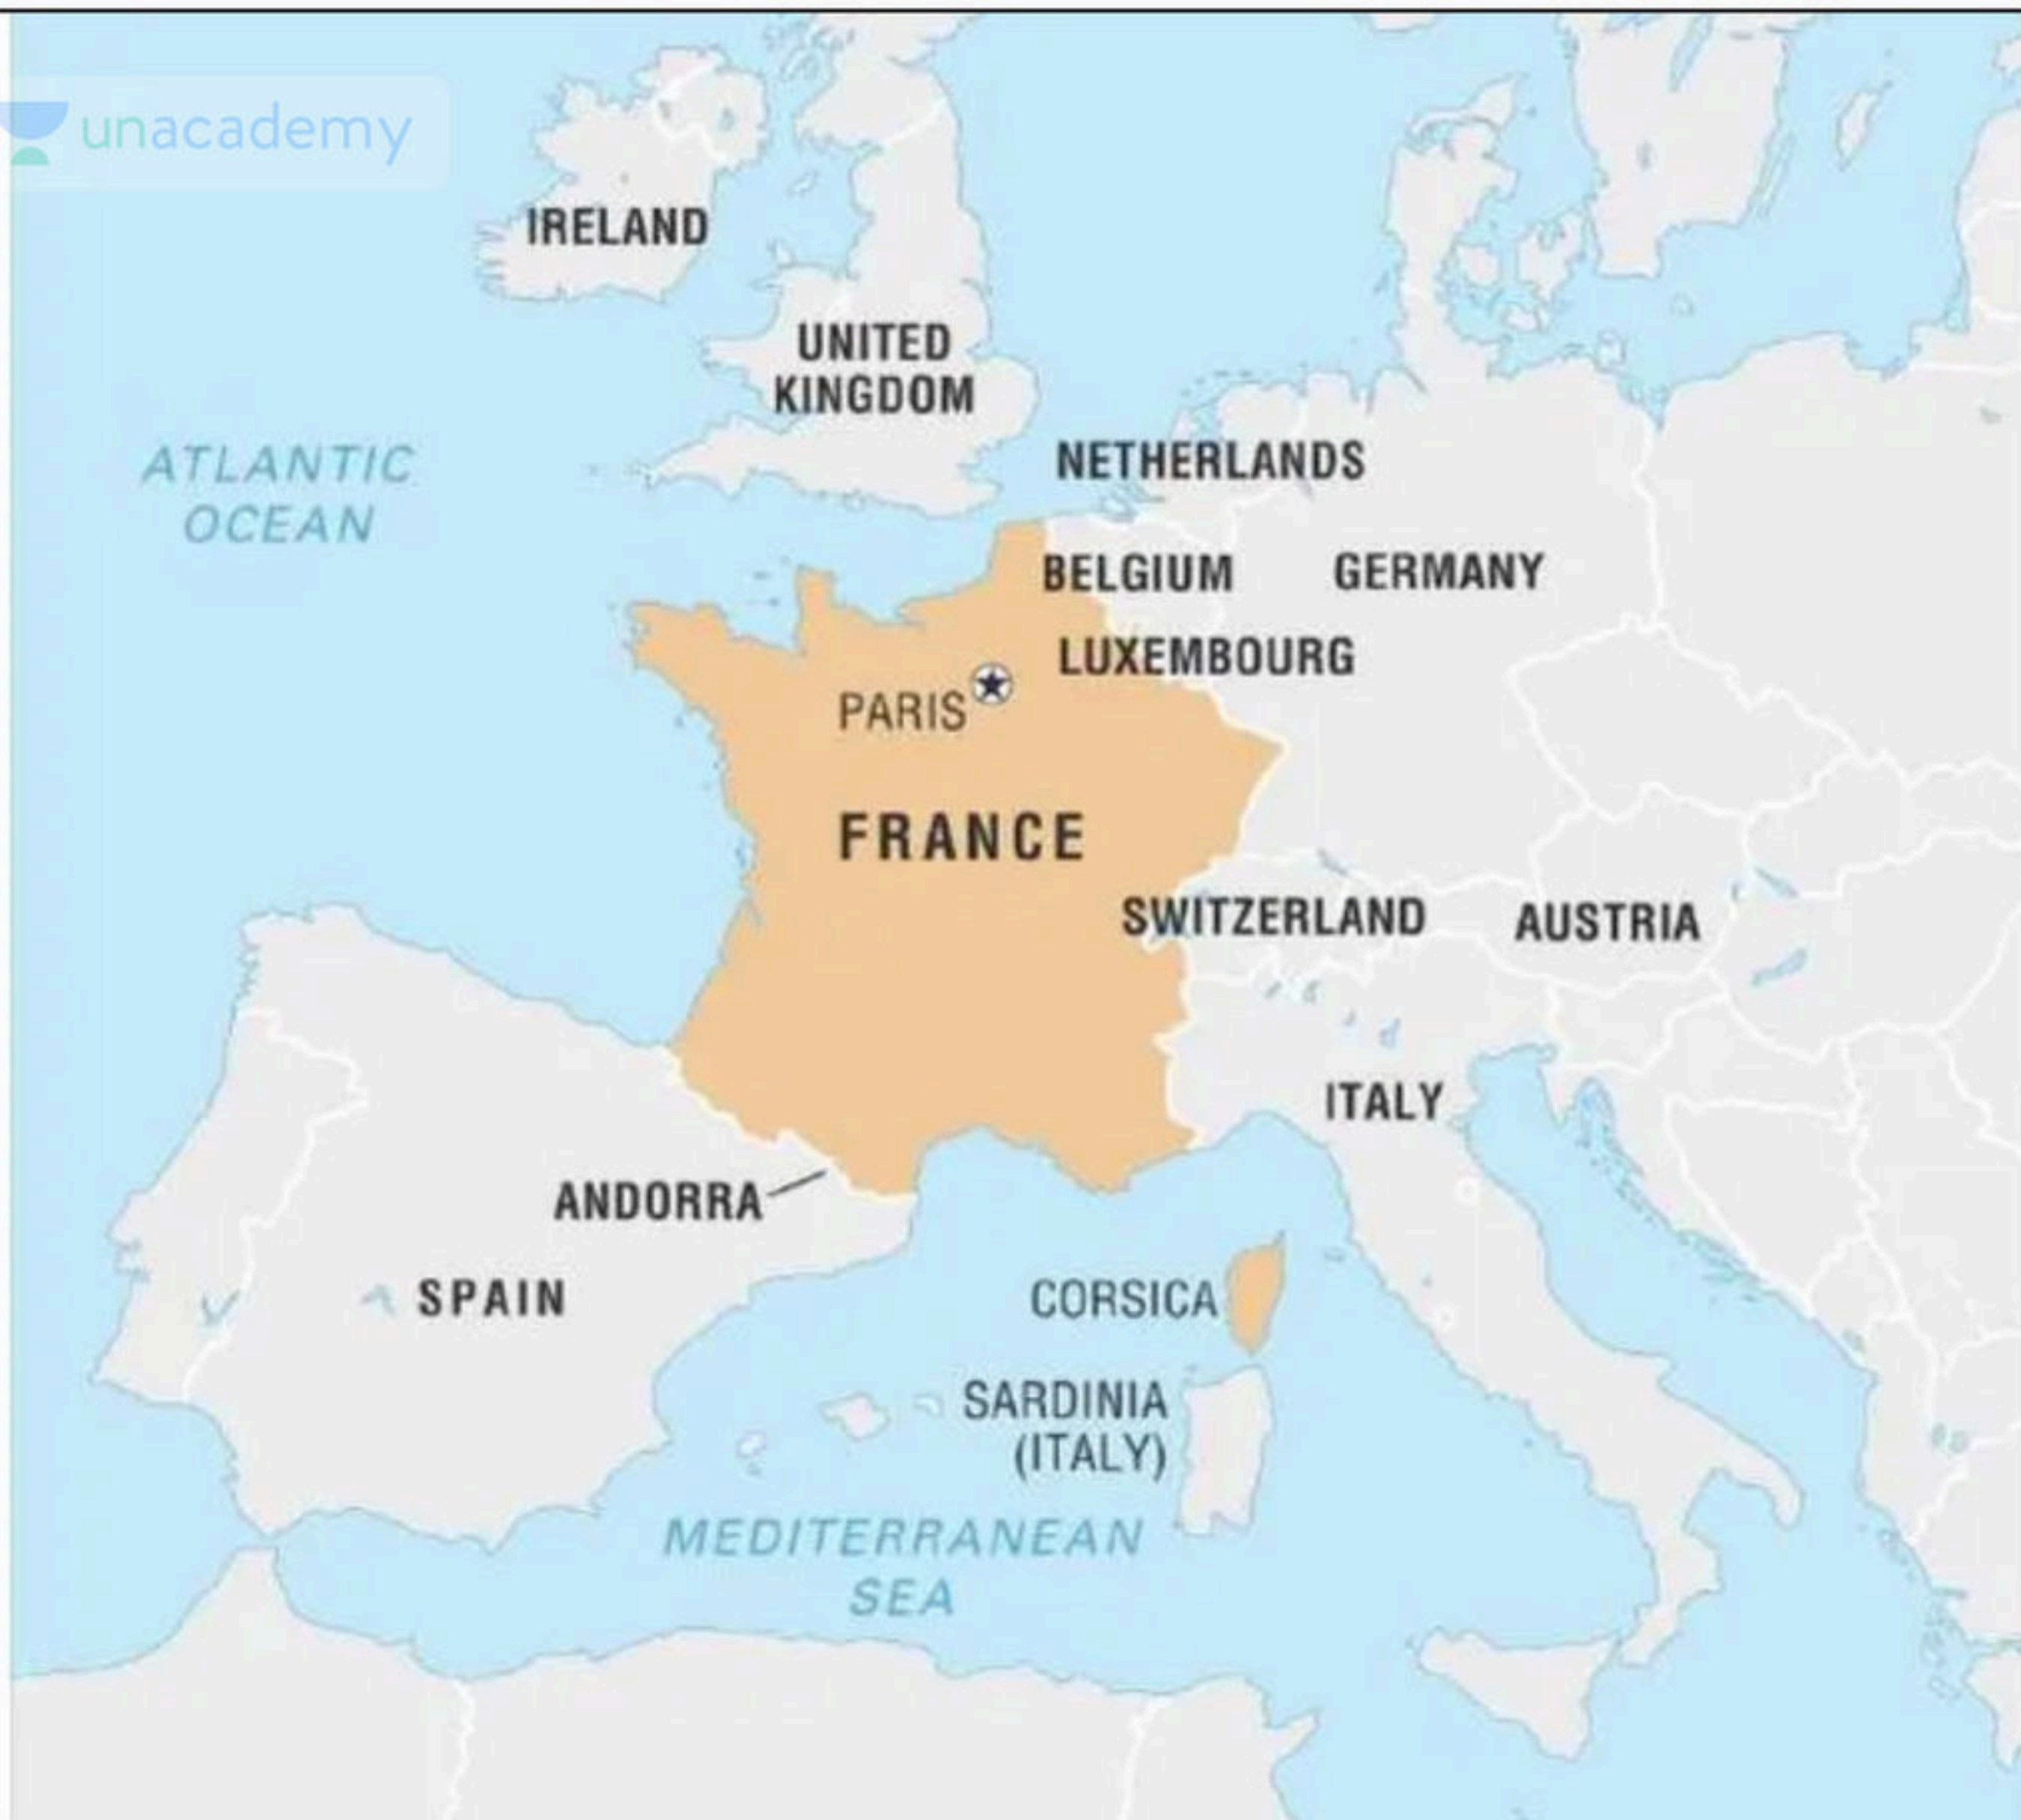 unacademy
IRELAND
UNITED
KINGDOM
ATLANTIC
OCEAN
NETHERLANDS
BELGIUM
GERMANY
LUXEMBOURG
PARIS
FRANCE
SWITZERLAND
AUSTRIA
ITALY
ANDORRA
SPAIN
CORSICA
SARDINIA
(ITALY)
MEDITERRANEAN
SEA